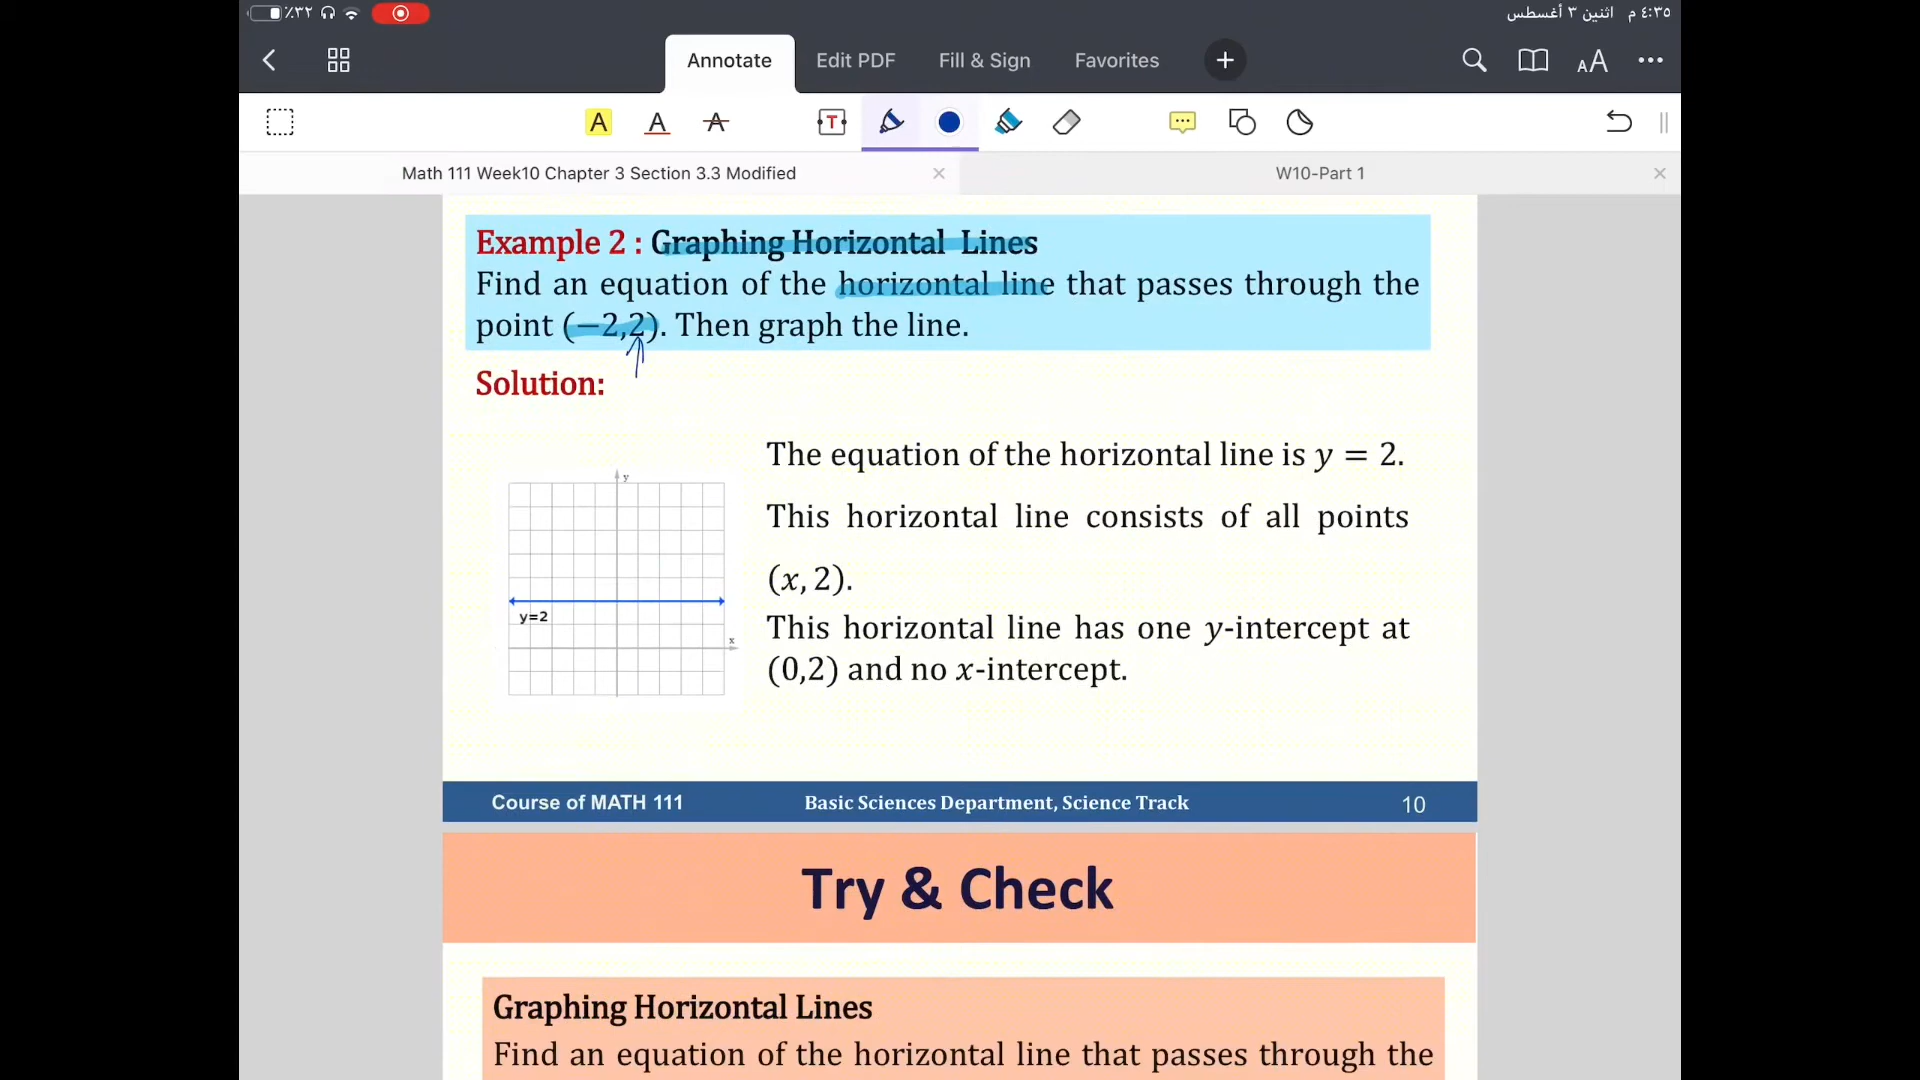 ٪٣٢
٤:٣٥ م اثنين ٣ أغسطس
Annotate Edit PDF Fill & Sign Favorites +
AA
A A A T
Math 111 Week10 Chapter 3 Section 3.3 Modified
W10-Part 1
Example 2 : Graphing Horizontal Lines
Find an equation of the horizontal line that passes through the
point (−2,2). Then graph the line.
Solution:
The equation of the horizontal line is y = 2.
This horizontal line consists of all points
(x, 2).
This horizontal line has one y-intercept at
(0,2) and no x-intercept.
y
y=2
x
Course of MATH 111 Basic Sciences Department, Science Track 10
Try & Check
Graphing Horizontal Lines
Find an equation of the horizontal line that passes through the